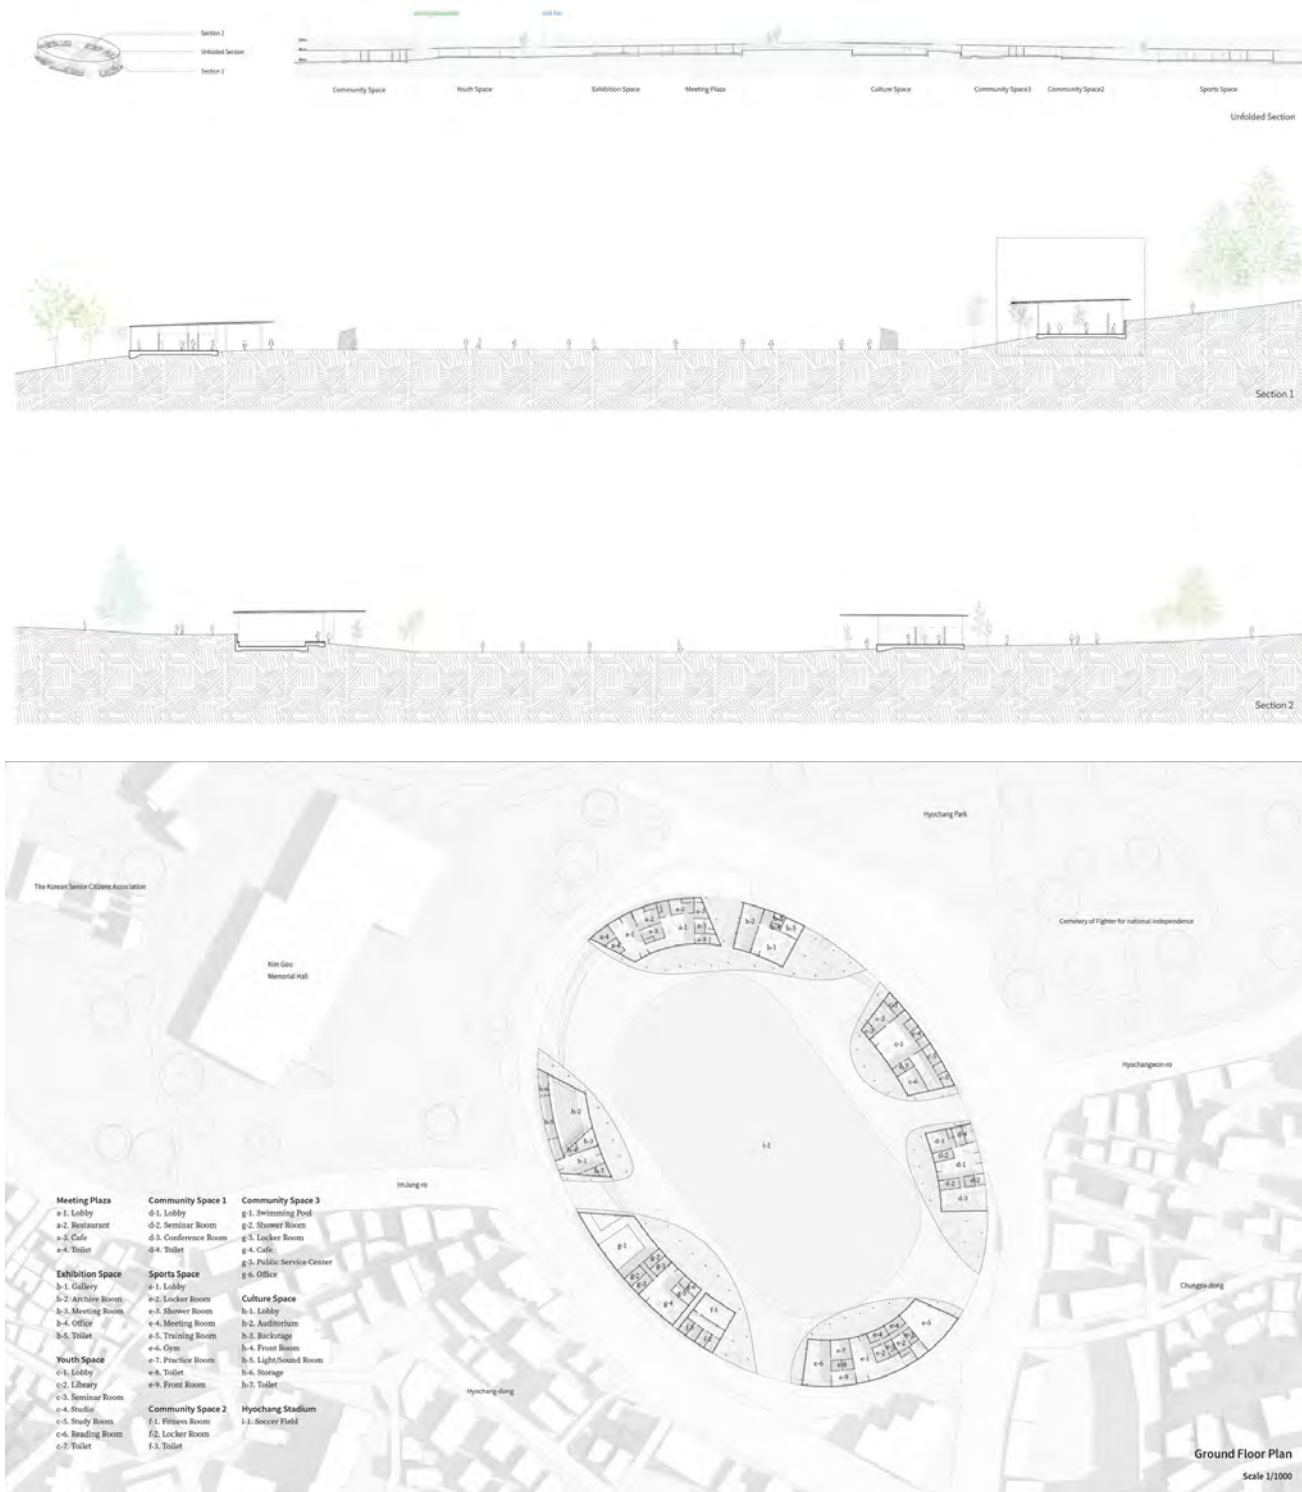 Section 2
Unfolded Section
Section 1
Community Space
Youth Space
Exhibition Space
Meeting Plaza
Culture Space
Community Space3
Community Space2
Sports Space
Unfolded Section
Section 1
Section 2
Hyochang Park
The Korean Senior Citizens Association
Cemetery of Fighter for national independence
Kim Goo
Memorial Hall
Hyochangwon-ro
ImJung-ro
Chungpa-dong
Hyochang-dong
i-1
Meeting Plaza
a-1. Lobby
a-2. Restaurant
a-3. Cafe
a-4. Toilet
Exhibition Space
b-1. Gallery
b-2. Archive Room
b-3. Meeting Room
b-4. Office
b-5. Toilet
Youth Space
c-1. Lobby
c-2. Library
c-3. Seminar Room
c-4. Studio
c-5. Study Room
c-6. Reading Room
c-7. Toilet
Community Space 1
d-1. Lobby
d-2. Seminar Room
d-3. Conference Room
d-4. Toilet
Sports Space
e-1. Lobby
e-2. Locker Room
e-3. Shower Room
e-4. Meeting Room
e-5. Training Room
e-6. Gym
e-7. Practice Room
e-8. Toilet
e-9. Front Room
Community Space 2
f-1. Fitness Room
f-2. Locker Room
f-3. Toilet
Community Space 3
g-1. Swimming Pool
g-2. Shower Room
g-3. Locker Room
g-4. Cafe
g-5. Public Service Center
g-6. Office
Culture Space
h-1. Lobby
h-2. Auditorium
h-3. Backstage
h-4. Front Room
h-5. Light/Sound Room
h-6. Storage
h-7. Toilet
Hyochang Stadium
i-1. Soccer Field
Ground Floor Plan
Scale 1/1000